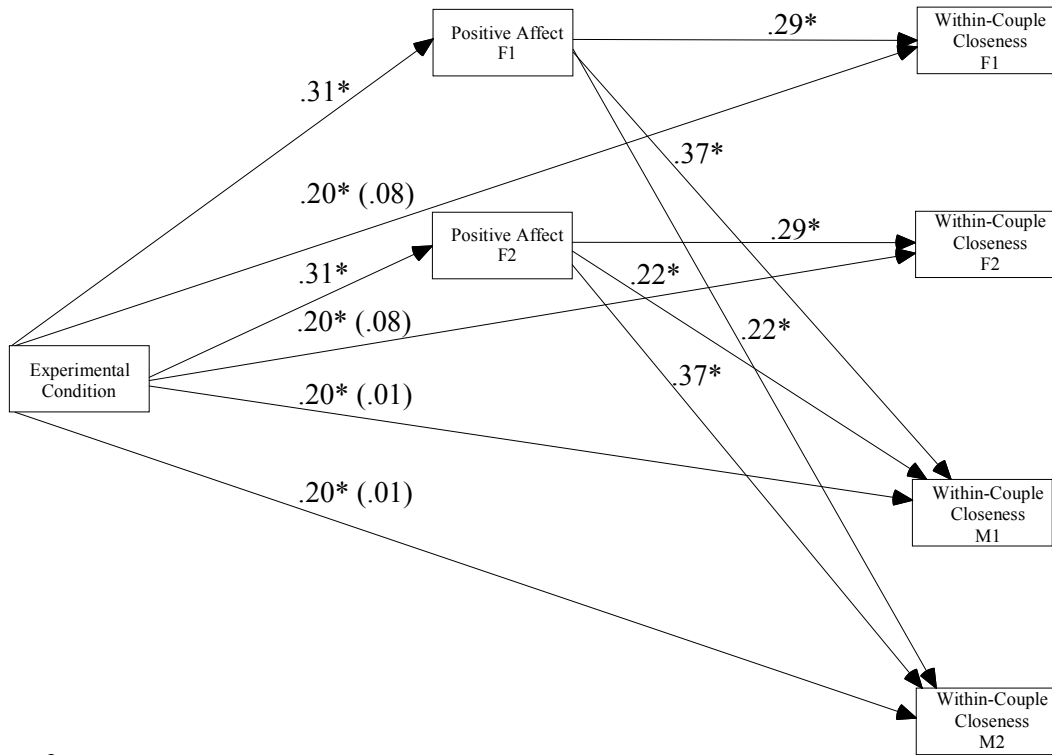 Positive Affect
F1
.29*
Within-Couple
Closeness
F1
.31*
.37*
.20* (.08)
Positive Affect
F2
.29*
Within-Couple
Closeness
F2
.31*
.22*
.20* (.08)
.22*
Experimental
Condition
.37*
.20* (.01)
.20* (.01)
Within-Couple
Closeness
M1
Within-Couple
Closeness
M2